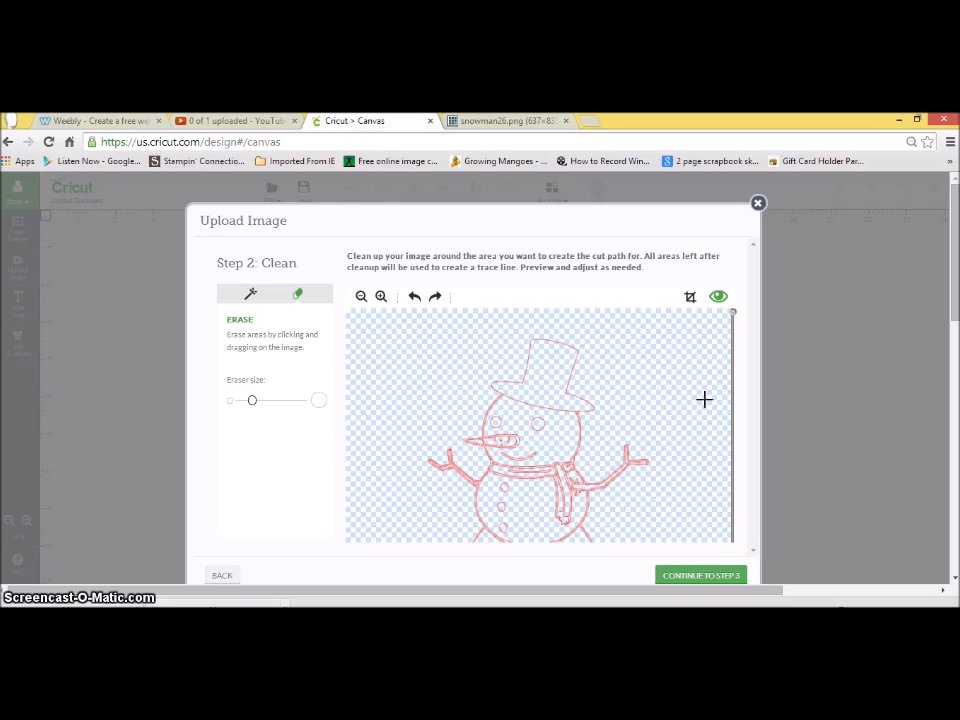 Weebly - Create a free we
0 of 1 uploaded - YouTub
Cricut > Canvas
snowman26.png (637×83
https://us.cricut.com/design#/canvas
Apps
Listen Now - Google...
Stampin' Connectio...
Imported From IE
Free online image c...
Growing Mangoes - ...
How to Record Win...
2 page scrapbook sk...
Gift Card Holder Par...
Cricut
Upload Image
Step 2: Clean
Clean up your image around the area you want to create the cut path for. All areas left after
cleanup will be used to create a trace line. Preview and adjust as needed.
ERASE
Erase areas by clicking and
dragging on the image.
Eraser size:
BACK
CONTINUE TO STEP 3
Screencast-O-Matic.com